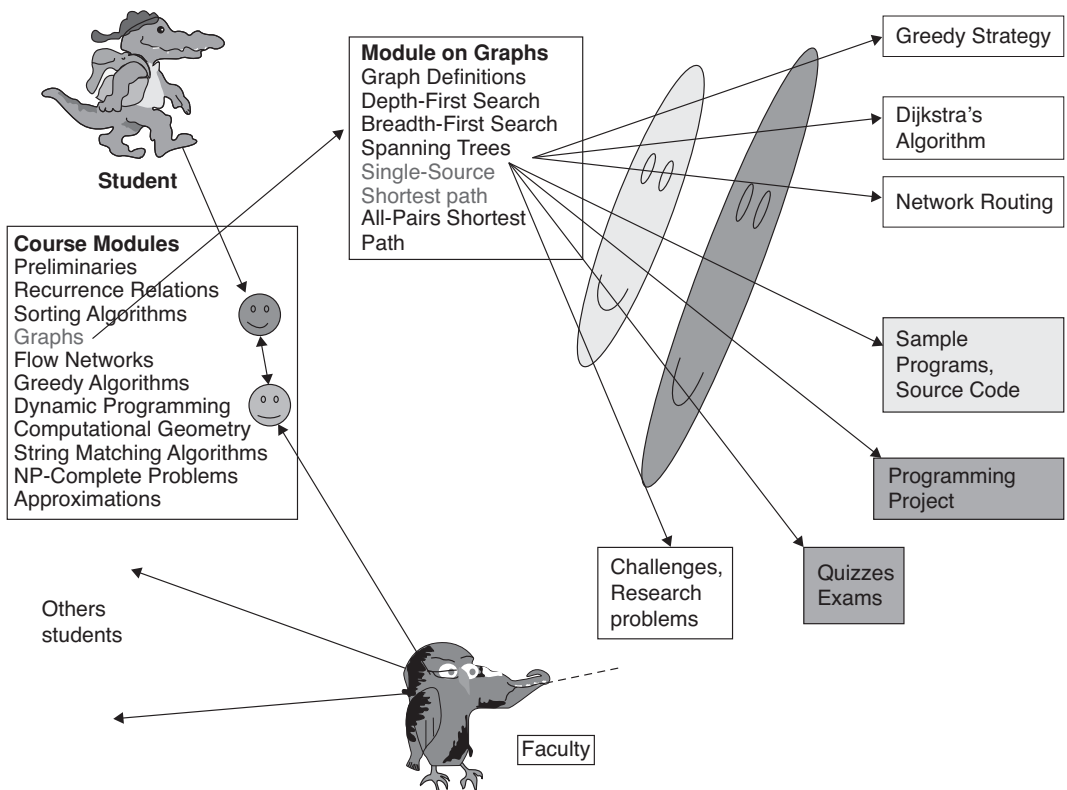 Student
Course Modules
Preliminaries
Recurrence Relations
Sorting Algorithms
Graphs
Flow Networks
Greedy Algorithms
Dynamic Programming
Computational Geometry
String Matching Algorithms
NP-Complete Problems
Approximations
Module on Graphs
Graph Definitions
Depth-First Search
Breadth-First Search
Spanning Trees
Single-Source
Shortest path
All-Pairs Shortest
Path
Greedy Strategy
Dijkstra's
Algorithm
Network Routing
Sample
Programs,
Source Code
Programming
Project
Challenges,
Research
problems
Quizzes
Exams
Others
students
Faculty